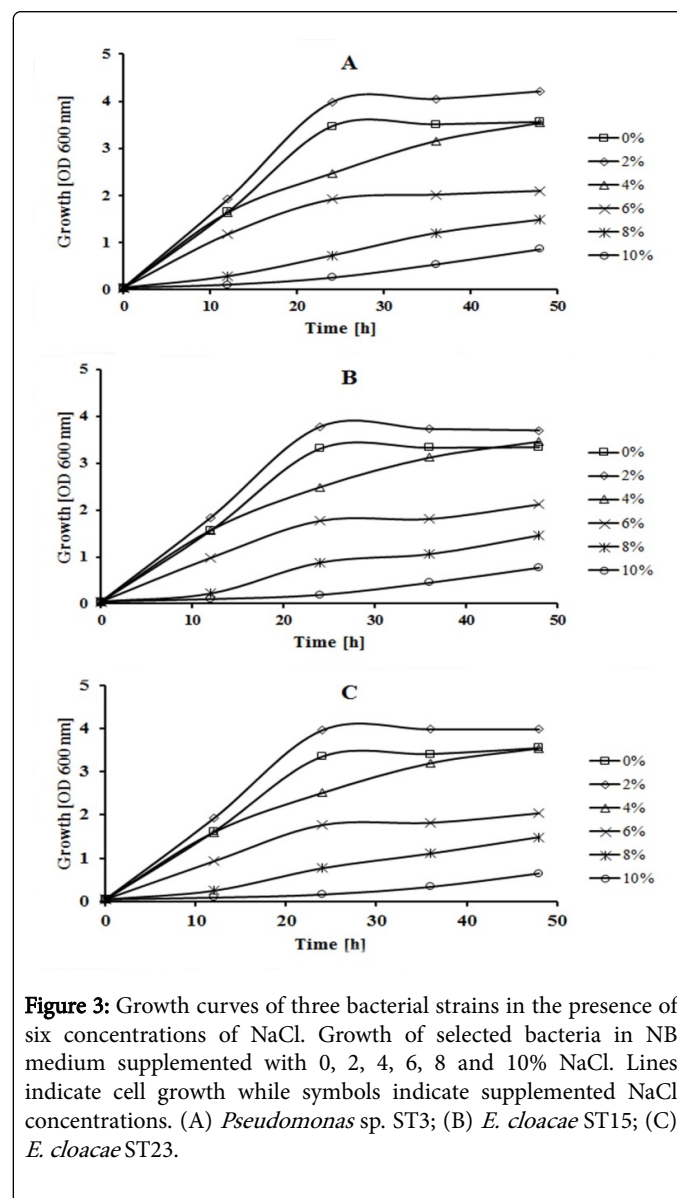 A
5
4
3
2
1
0
Growth [OD 600 nm]
0 10 20 30 40 50
Time [h]
0%
2%
4%
6%
8%
10%
B
5
4
3
2
1
0
Growth [OD 600 nm]
0 10 20 30 40 50
Time [h]
0%
2%
4%
6%
8%
10%
C
5
4
3
2
1
0
Growth [OD 600 nm]
0 10 20 30 40 50
Time [h]
0%
2%
4%
6%
8%
10%
Figure 3: Growth curves of three bacterial strains in the presence of
six concentrations of NaCl. Growth of selected bacteria in NB
medium supplemented with 0, 2, 4, 6, 8 and 10% NaCl. Lines
indicate cell growth while symbols indicate supplemented NaCl
concentrations. (A) Pseudomonas sp. ST3; (B) E. cloacae ST15; (C)
E. cloacae ST23.